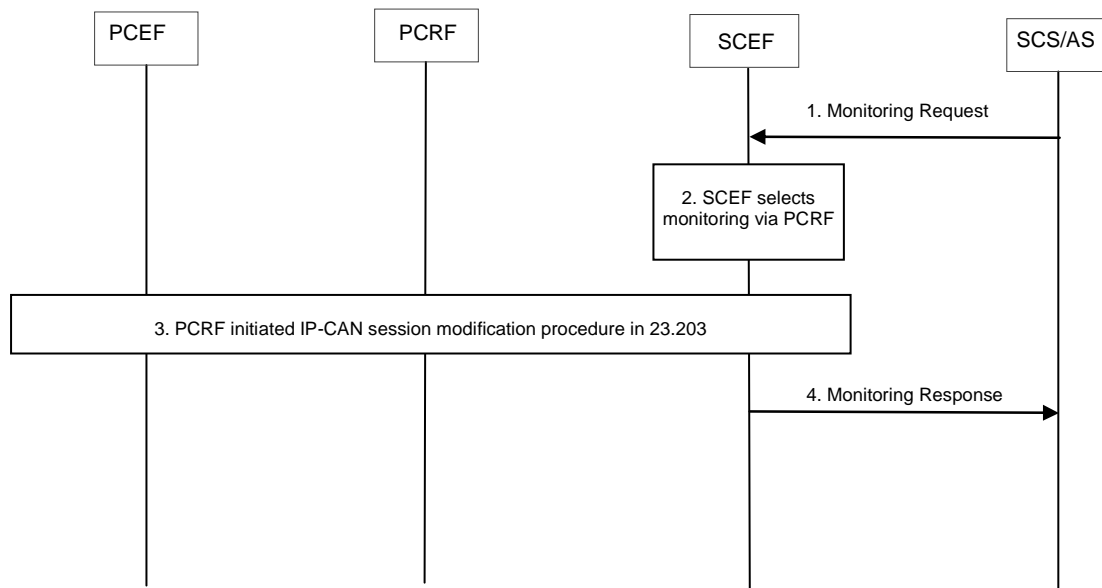 PCEF
PCRF
SCEF
SCS/AS
1. Monitoring Request
2. SCEF selects
monitoring via PCRF
3. PCRF initiated IP-CAN session modification procedure in 23.203
4. Monitoring Response